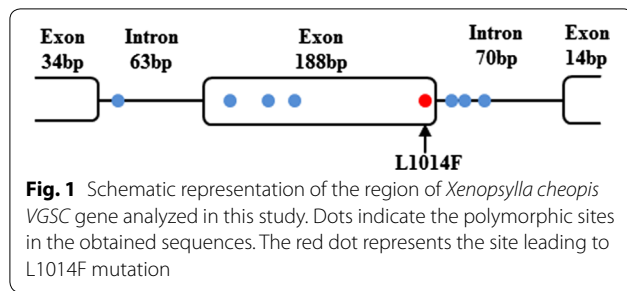 Exon Intron Exon Intron Exon
34bp 63bp 188bp 70bp 14bp
L1014F
Fig. 1 Schematic representation of the region of Xenopsylla cheopis
VGSC gene analyzed in this study. Dots indicate the polymorphic sites
in the obtained sequences. The red dot represents the site leading to
L1014F mutation